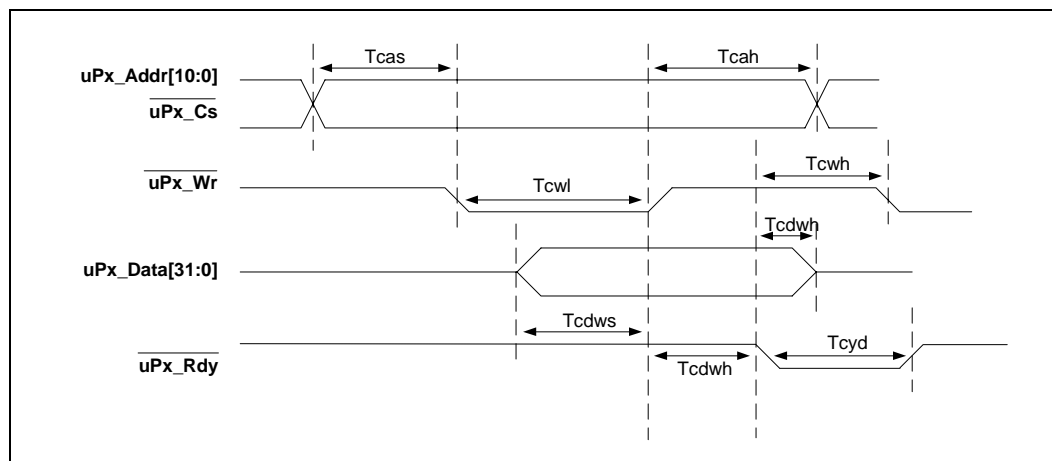 Tcas
Tcah
uPx_Addr[10:0]
uPx_Cs
Tcwh
uPx_Wr
Tcwl
Tcdwh
uPx_Data[31:0]
Tcdws
Tcyd
uPx_Rdy
Tcdwh